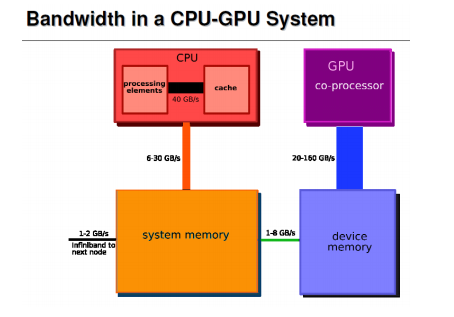 Bandwidth in a CPU-GPU System
CPU
processing
elements
cache
40 GB/s
GPU
co-processor
6-30 GB/s
20-160 GB/s
system memory
device
memory
1-2 GB/s
Infiniband to
next node
1-8 GB/s